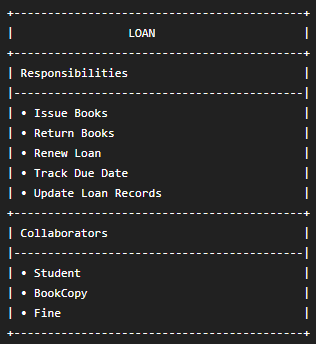 LOAN
Responsibilities
• Issue Books
• Return Books
• Renew Loan
• Track Due Date
• Update Loan Records
Collaborators
• Student
• BookCopy
• Fine